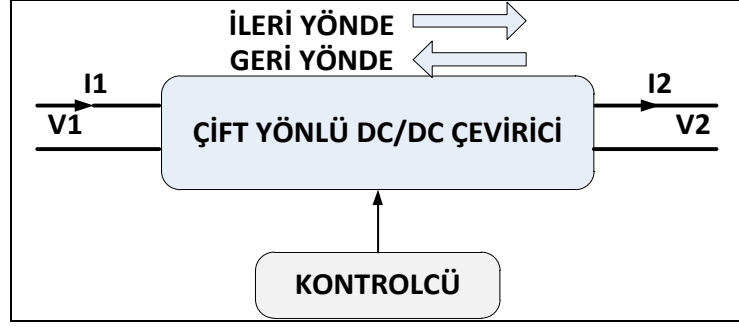 İLERİ YÖNDE
GERİ YÖNDE
I1
I2
V1
V2
ÇİFT YÖNLÜ DC/DC ÇEVİRİCİ
KONTROLCÜ